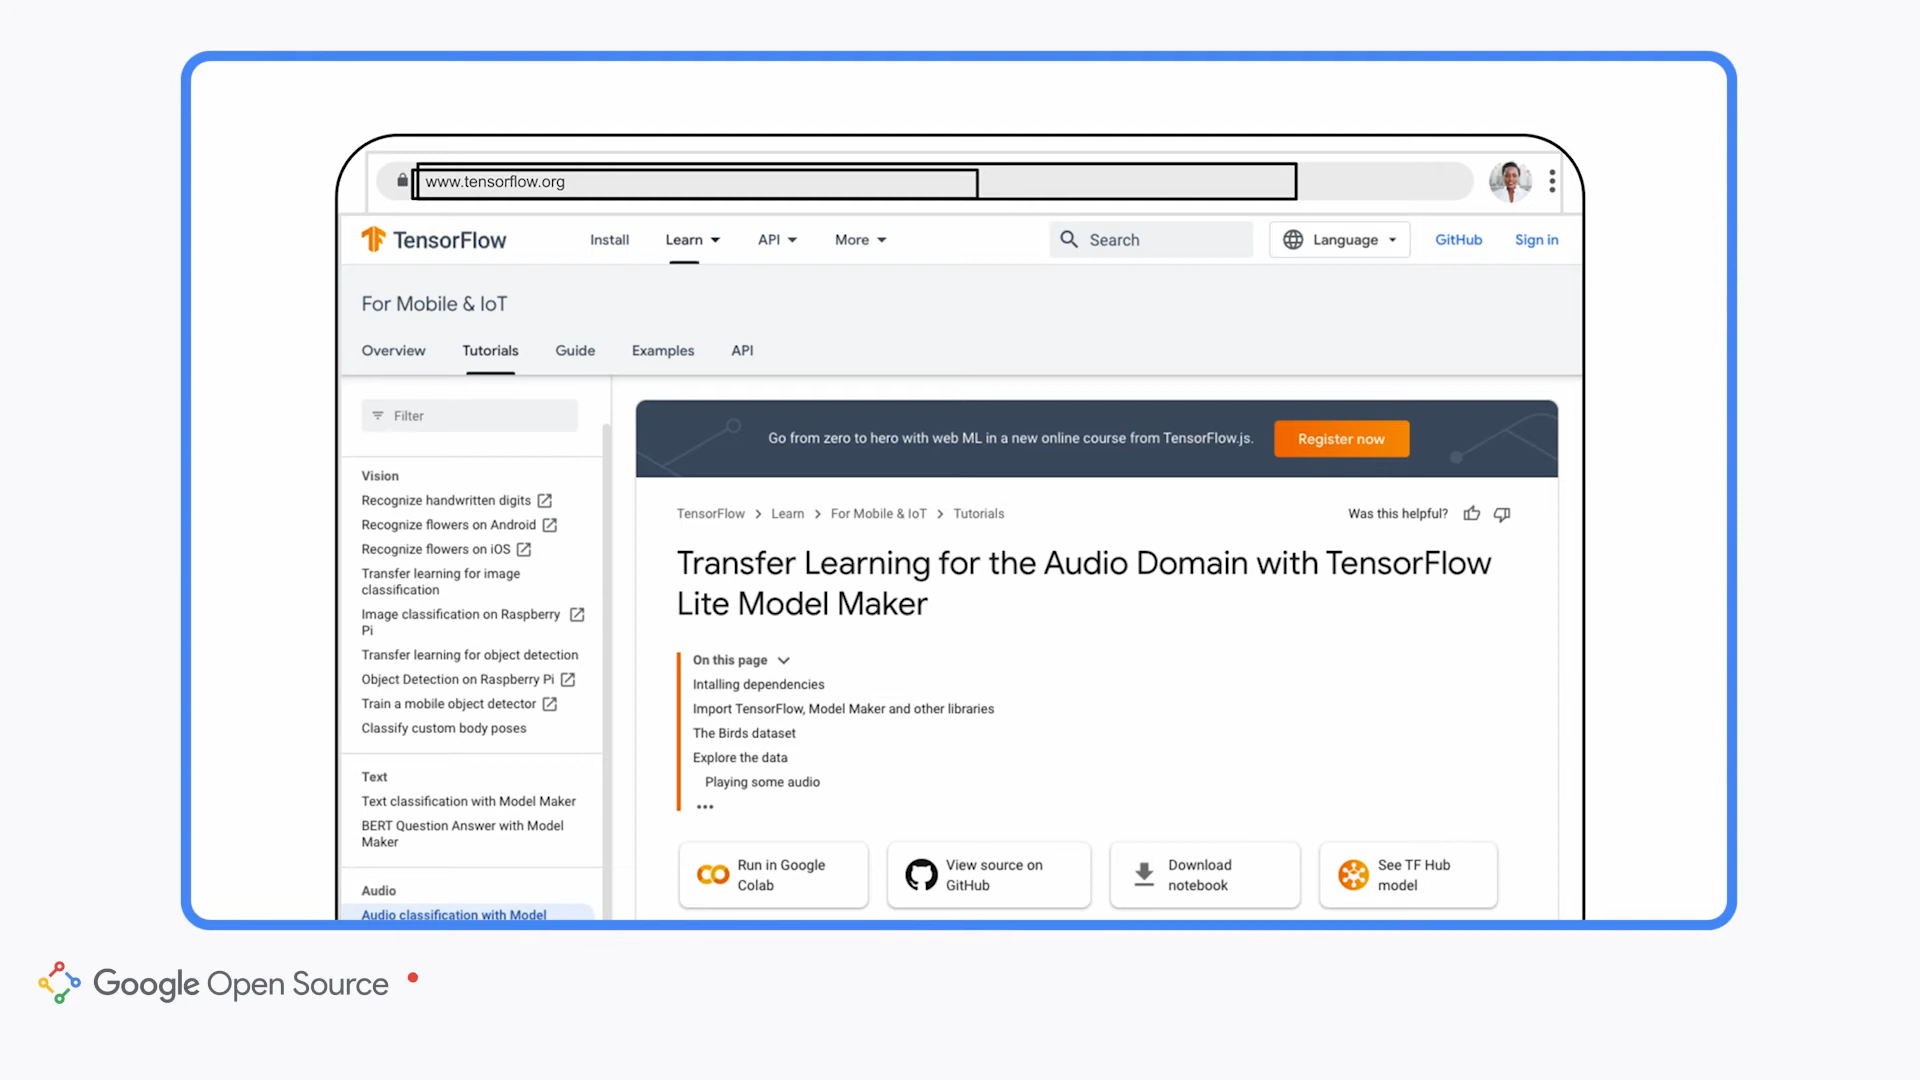 www.tensorflow.org
TensorFlow
Install
Learn
API
More
Search
Language
GitHub
Sign in
For Mobile & IoT
Overview
Tutorials
Guide
Examples
API
Filter
Vision
Recognize handwritten digits
Recognize flowers on Android
Recognize flowers on iOS
Transfer learning for image
classification
Image classification on Raspberry
Pi
Transfer learning for object detection
Object Detection on Raspberry Pi
Train a mobile object detector
Classify custom body poses
Text
Text classification with Model Maker
BERT Question Answer with Model
Maker
Audio
Audio classification with Model
Go from zero to hero with web ML in a new online course from TensorFlow.js.
Register now
TensorFlow > Learn > For Mobile & IoT > Tutorials
Was this helpful?
Transfer Learning for the Audio Domain with TensorFlow
Lite Model Maker
On this page
Intalling dependencies
Import TensorFlow, Model Maker and other libraries
The Birds dataset
Explore the data
Playing some audio
•••
Run in Google
Colab
View source on
GitHub
Download
notebook
See TF Hub
model
Google Open Source